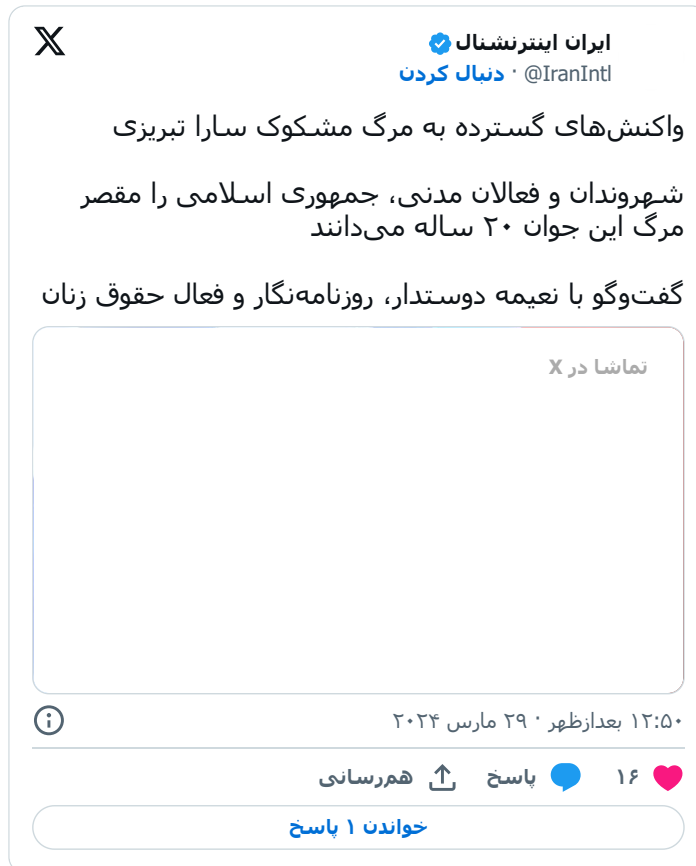 ایران اینترنشنال
@IranIntl · دنبال کردن
واکنش‌های گسترده به مرگ مشکوک سارا تبریزی
شهروندان و فعالان مدنی، جمهوری اسلامی را مقصر
مرگ این جوان ۲۰ ساله می‌دانند
گفت‌وگو با نعیمه دوستدار، روزنامه‌نگار و فعال حقوق زنان
تماشا در X
۱۲:۵۰ بعدازظهر · ۲۹ مارس ۲۰۲۴
۱۶ پاسخ هم‌رسانی
خواندن ۱ پاسخ